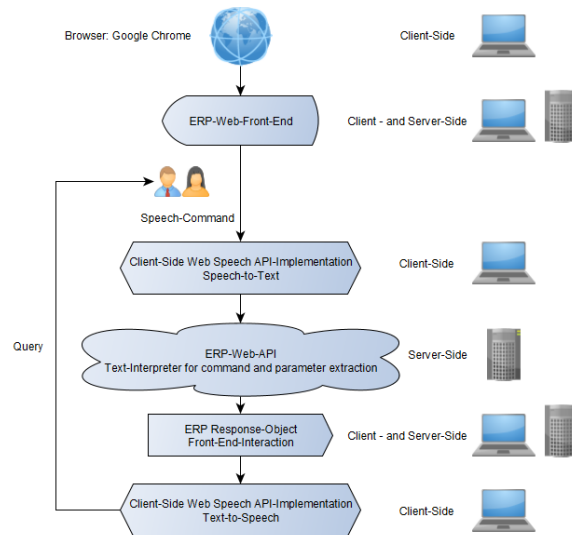 Browser: Google Chrome
Client-Side
ERP-Web-Front-End
Client - and Server-Side
Speech-Command
Client-Side Web Speech API-Implementation
Speech-to-Text
Client-Side
Query
ERP-Web-API
Text-Interpreter for command and parameter extraction
Server-Side
ERP Response-Object
Front-End-Interaction
Client - and Server-Side
Client-Side Web Speech API-Implementation
Text-to-Speech
Client-Side